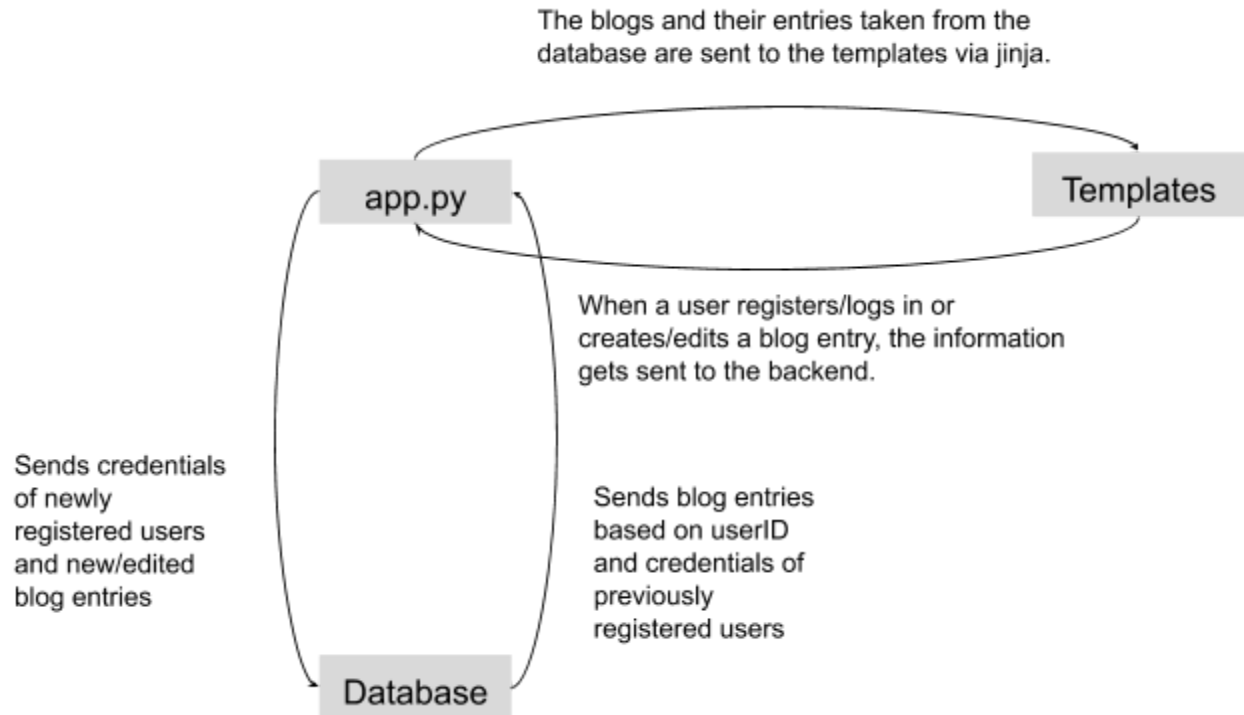 The blogs and their entries taken from the
database are sent to the templates via jinja.
app.py
Templates
When a user registers/logs in or
creates/edits a blog entry, the information
gets sent to the backend.
Sends credentials
of newly
registered users
and new/edited
blog entries
Sends blog entries
based on userID
and credentials of
previously
registered users
Database